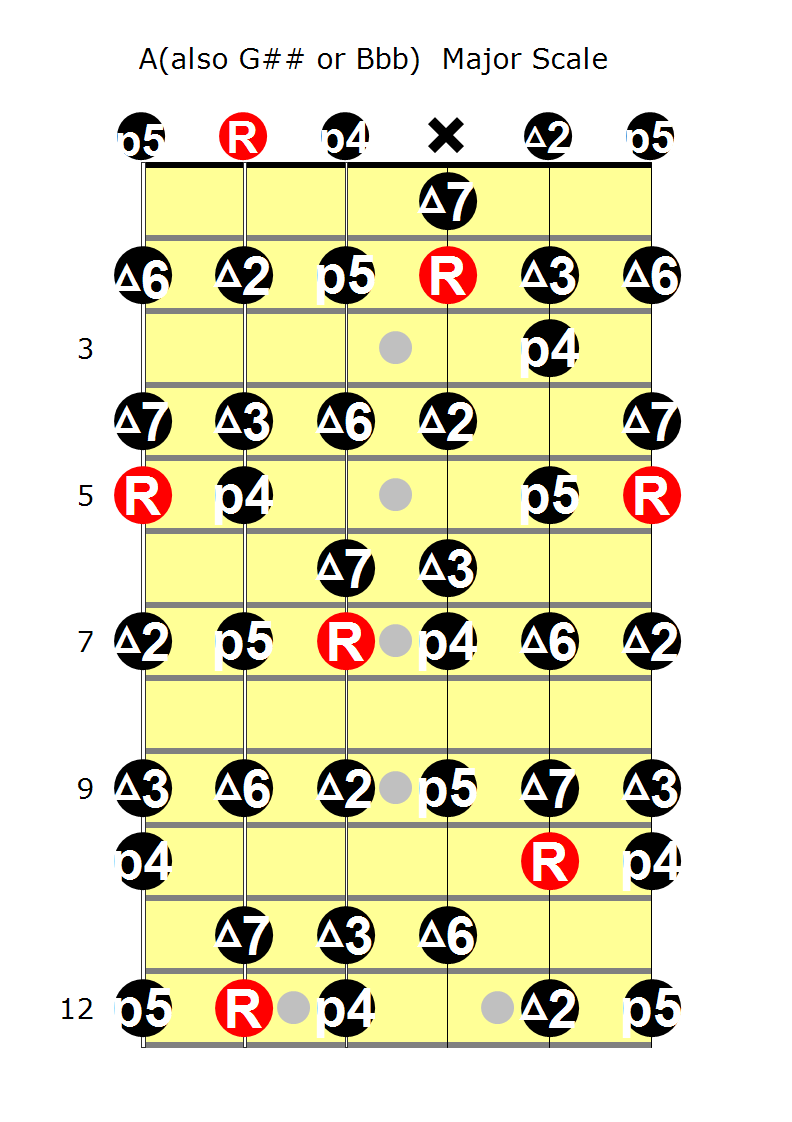 A(also G## or Bbb)  Major Scale
p5 R p4 × Δ2 p5
Δ7
Δ6 Δ2 p5 R Δ3 Δ6
3 p4
Δ7 Δ3 Δ6 Δ2 Δ7
5 R p4 p5 R
Δ7 Δ3
7 Δ2 p5 R p4 Δ6 Δ2
9 Δ3 Δ6 Δ2 p5 Δ7 Δ3
p4 R p4
Δ7 Δ3 Δ6
12 p5 R p4 Δ2 p5